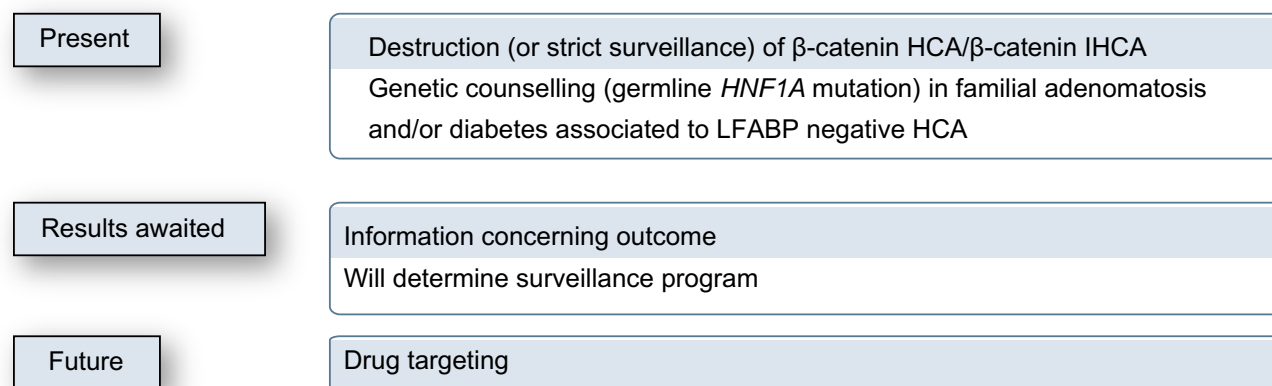 Present
Destruction (or strict surveillance) of β-catenin HCA/β-catenin IHCA
Genetic counselling (germline HNF1A mutation) in familial adenomatosis
and/or diabetes associated to LFABP negative HCA
Results awaited
Information concerning outcome
Will determine surveillance program
Future
Drug targeting